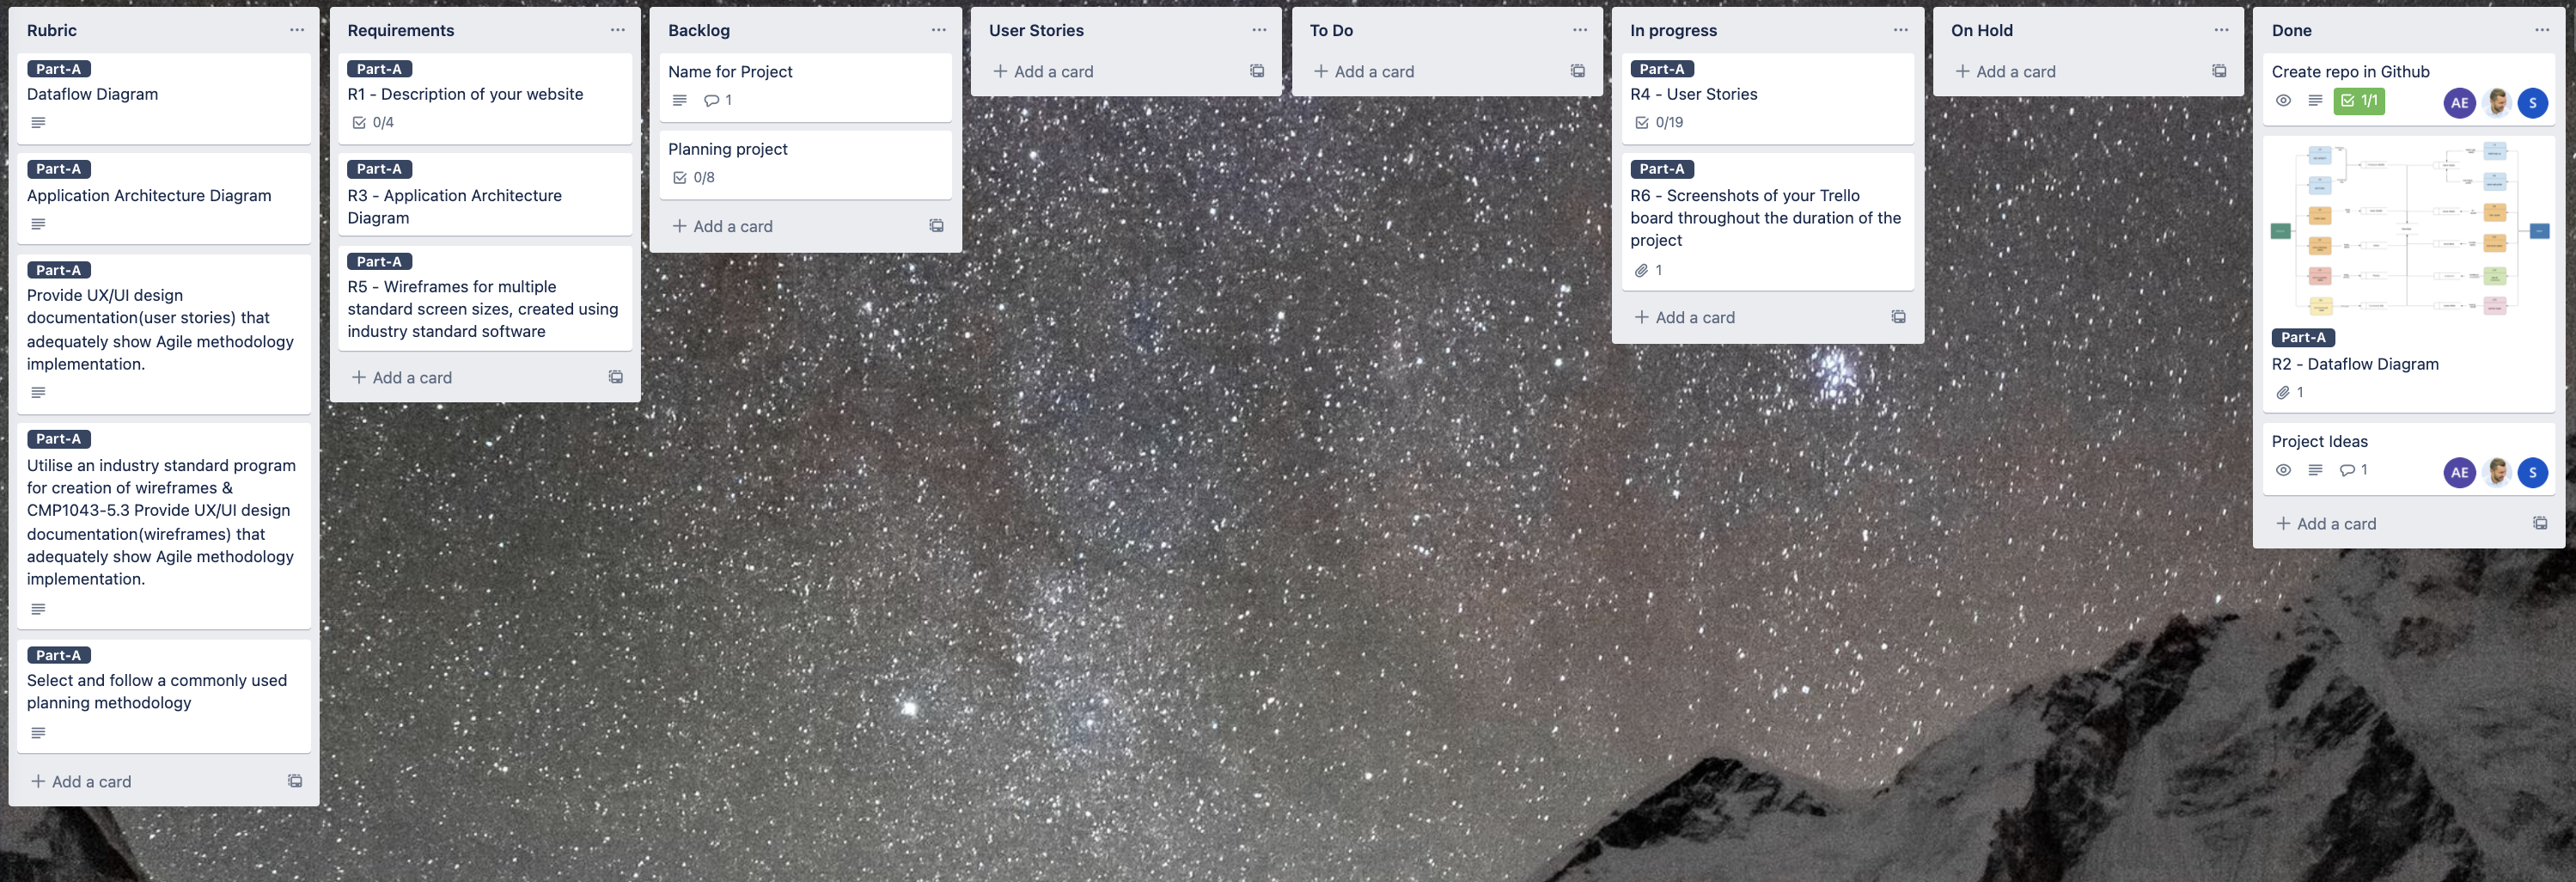 Rubric
Part-A
Dataflow Diagram
Part-A
Application Architecture Diagram
Part-A
Provide UX/UI design
documentation(user stories) that
adequately show Agile methodology
implementation.
Part-A
Utilise an industry standard program
for creation of wireframes &
CMP1043-5.3 Provide UX/UI design
documentation(wireframes) that
adequately show Agile methodology
implementation.
Part-A
Select and follow a commonly used
planning methodology
+ Add a card
Requirements
Part-A
R1 - Description of your website
0/4
Part-A
R3 - Application Architecture
Diagram
Part-A
R5 - Wireframes for multiple
standard screen sizes, created using
industry standard software
+ Add a card
Backlog
Name for Project
1
Planning project
0/8
+ Add a card
User Stories
+ Add a card
To Do
+ Add a card
In progress
Part-A
R4 - User Stories
0/19
Part-A
R6 - Screenshots of your Trello
board throughout the duration of the
project
1
+ Add a card
On Hold
+ Add a card
Done
Create repo in Github
1/1
AE S
Part-A
R2 - Dataflow Diagram
1
Project Ideas
1
AE S
+ Add a card